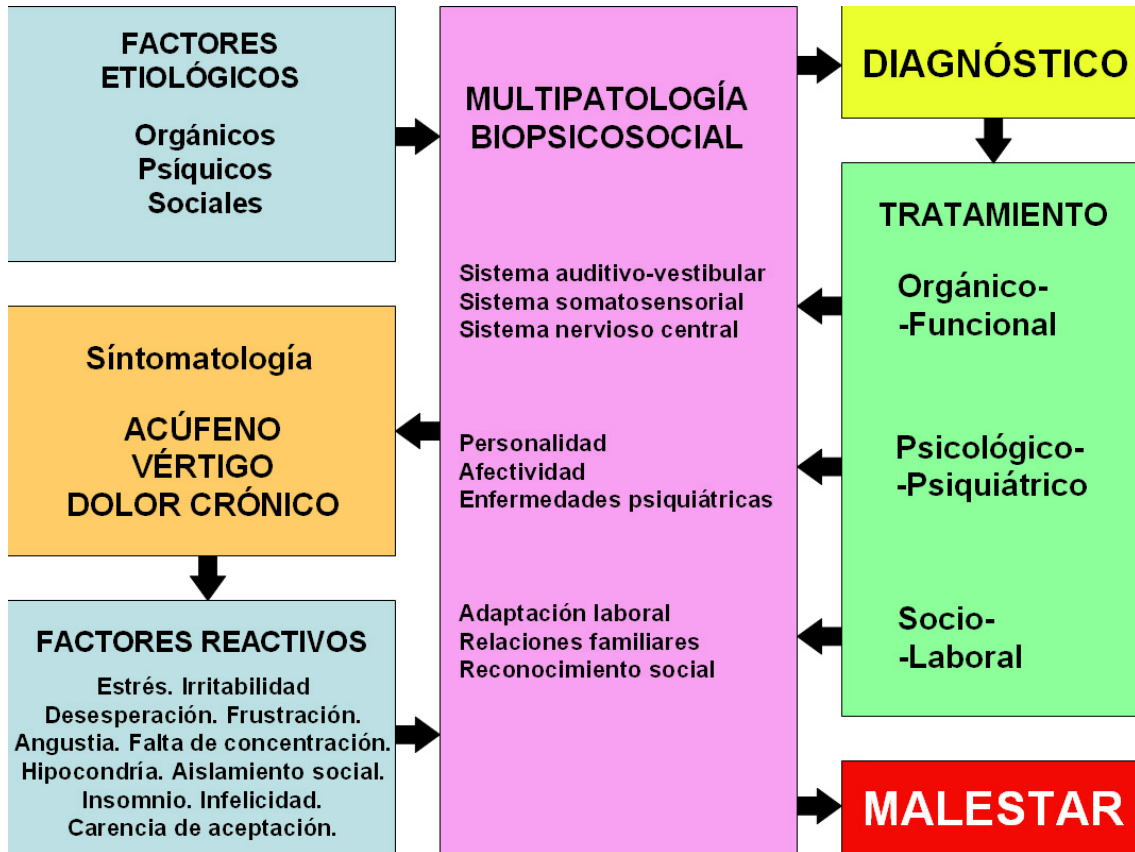 FACTORES
ETIOLÓGICOS
Orgánicos
Psíquicos
Sociales
Síntomatología
ACÚFENO
VÉRTIGO
DOLOR CRÓNICO
FACTORES REACTIVOS
Estrés. Irritabilidad
Desesperación. Frustración.
Angustia. Falta de concentración.
Hipocondría. Aislamiento social.
Insomnio. Infelicidad.
Carencia de aceptación.
MULTIPATOLOGÍA
BIOPSICOSOCIAL
Sistema auditivo-vestibular
Sistema somatosensorial
Sistema nervioso central
Personalidad
Afectividad
Enfermedades psiquiátricas
Adaptación laboral
Relaciones familiares
Reconocimiento social
DIAGNÓSTICO
TRATAMIENTO
Orgánico-
-Funcional
Psicológico-
-Psiquiátrico
Socio-
-Laboral
MALESTAR